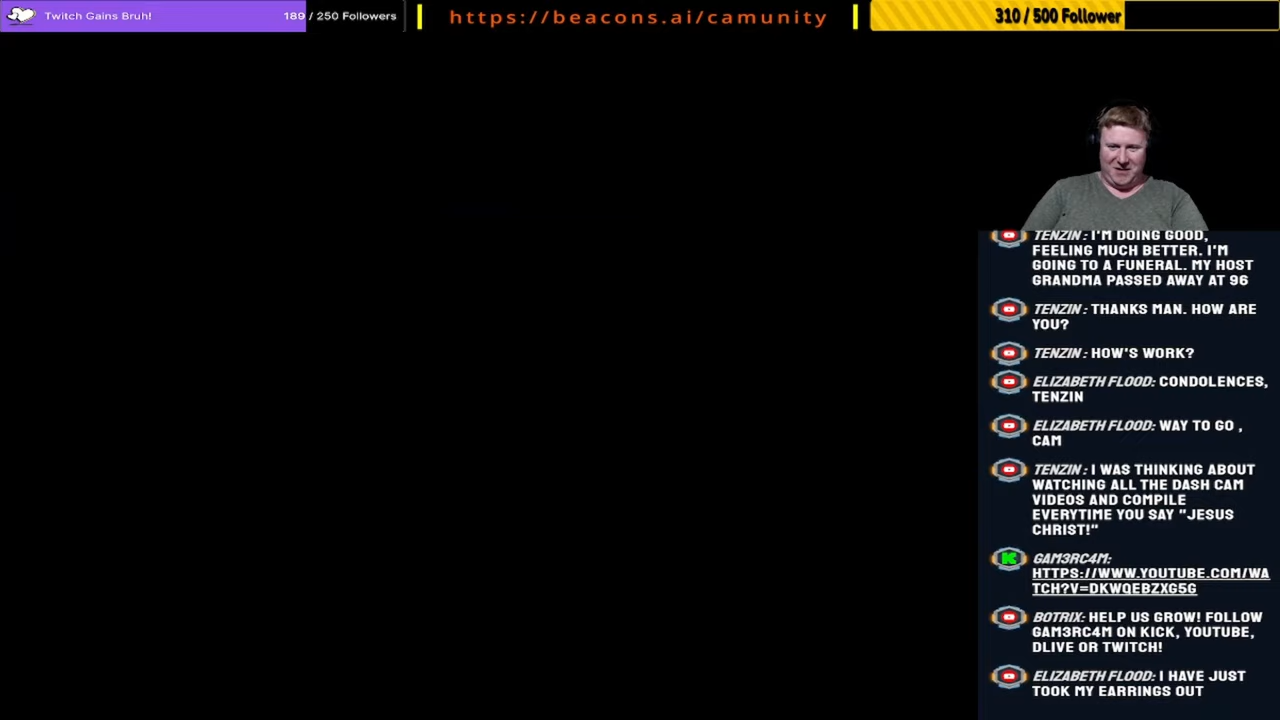 Twitch Gains Bruh!
189 / 250 Followers
https://beacons.ai/camunity
310 / 500 Follower
TENZIN : I'M DOING GOOD,
FEELING MUCH BETTER. I'M
GOING TO A FUNERAL. MY HOST
GRANDMA PASSED AWAY AT 96
TENZIN : THANKS MAN. HOW ARE
YOU?
TENZIN : HOW'S WORK?
ELIZABETH FLOOD: CONDOLENCES,
TENZIN
ELIZABETH FLOOD: WAY TO GO ,
CAM
TENZIN : I WAS THINKING ABOUT
WATCHING ALL THE DASH CAM
VIDEOS AND COMPILE
EVERYTIME YOU SAY "JESUS
CHRIST!"
GAM3RC4M:
HTTPS://WWW.YOUTUBE.COM/WA
TCH?V=DKWQEBZXG5G
BOTRIX: HELP US GROW! FOLLOW
GAM3RC4M ON KICK, YOUTUBE,
DLIVE OR TWITCH!
ELIZABETH FLOOD: I HAVE JUST
TOOK MY EARRINGS OUT